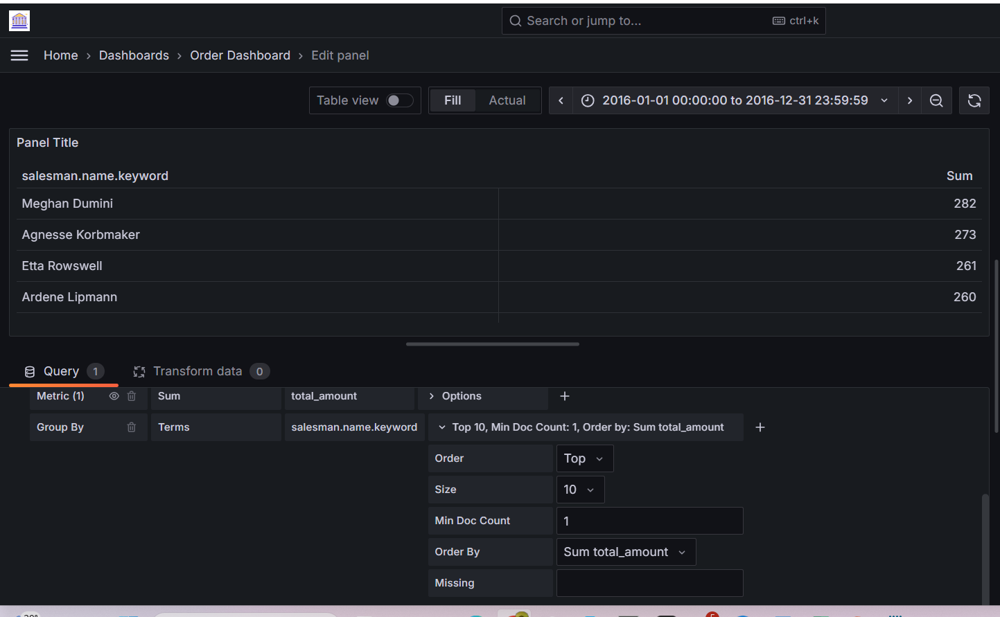 Search or jump to...
ctrl+k
Home > Dashboards > Order Dashboard > Edit panel
Table view
Fill
Actual
2016-01-01 00:00:00 to 2016-12-31 23:59:59
Panel Title
salesman.name.keyword Sum
Meghan Dumini 282
Agnesse Korbmaker 273
Etta Rowswell 261
Ardene Lipmann 260
Query 1
Transform data 0
Metric (1) Sum total_amount > Options +
Group By Terms salesman.name.keyword Top 10, Min Doc Count: 1, Order by: Sum total_amount +
Order Top
Size 10
Min Doc Count 1
Order By Sum total_amount
Missing